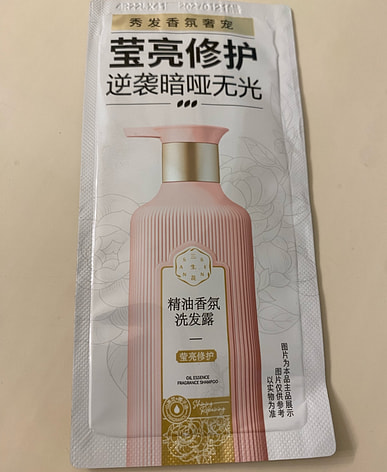 秀发香氛奢宠
莹亮修护
逆袭暗哑无光
一生
精油香氛
洗发露
莹亮修护
OIL ESSENCE
FRAGRANCE SHAMPOO
图片为本品主品展示
图片仅供参考
以实物为准